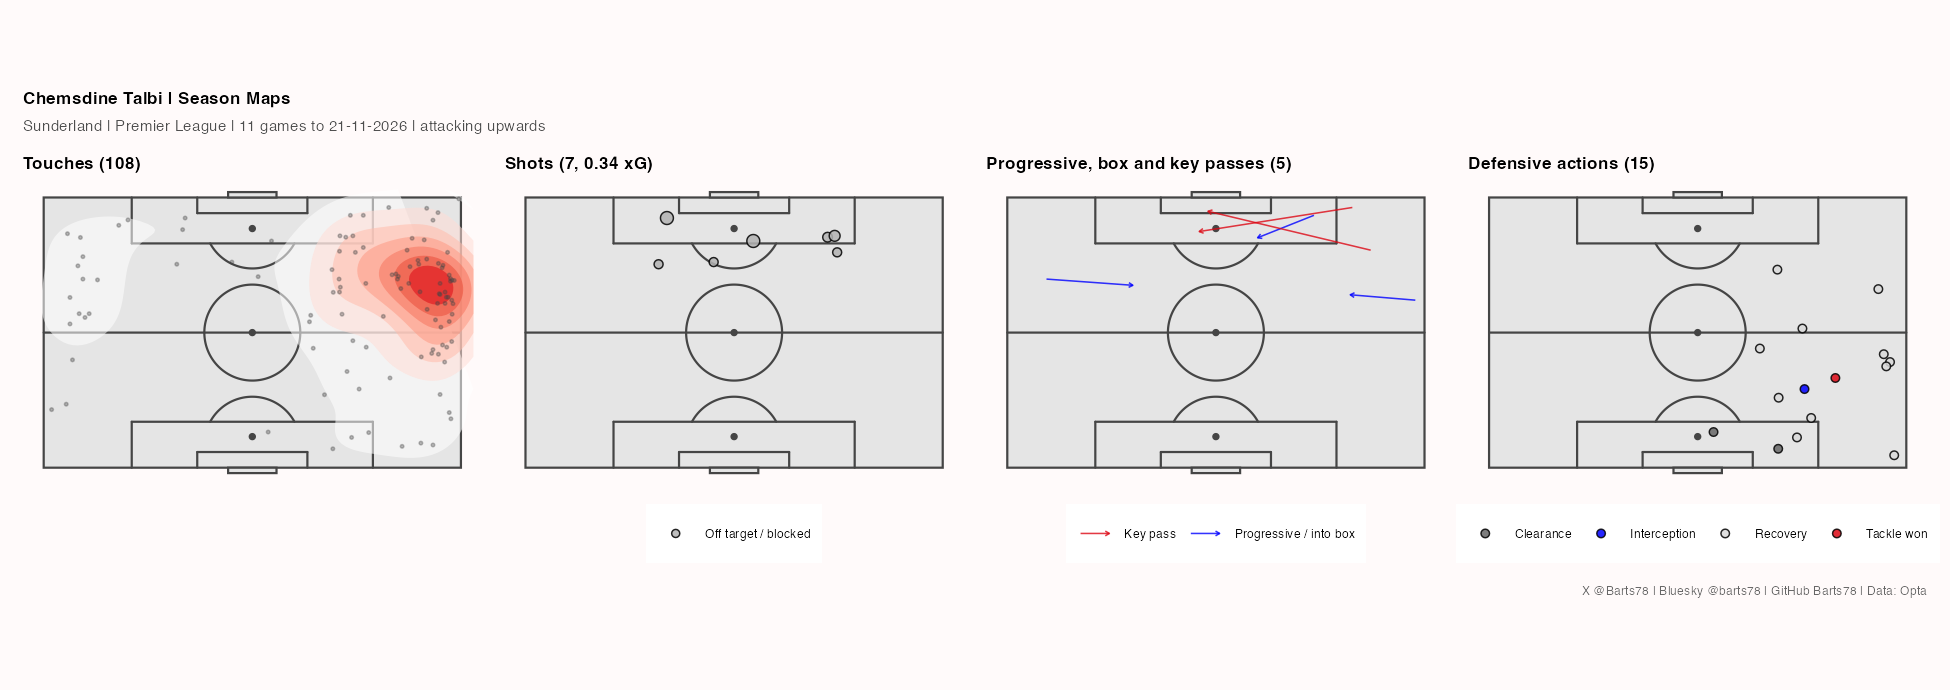 Chemsdine Talbi | Season Maps
Sunderland | Premier League | 11 games to 21-11-2026 | attacking upwards
Touches (108)
Shots (7, 0.34 xG)
Progressive, box and key passes (5)
Defensive actions (15)
Off target / blocked
Key pass
Progressive / into box
Clearance
Interception
Recovery
Tackle won
X @Barts78 | Bluesky @barts78 | GitHub Barts78 | Data: Opta